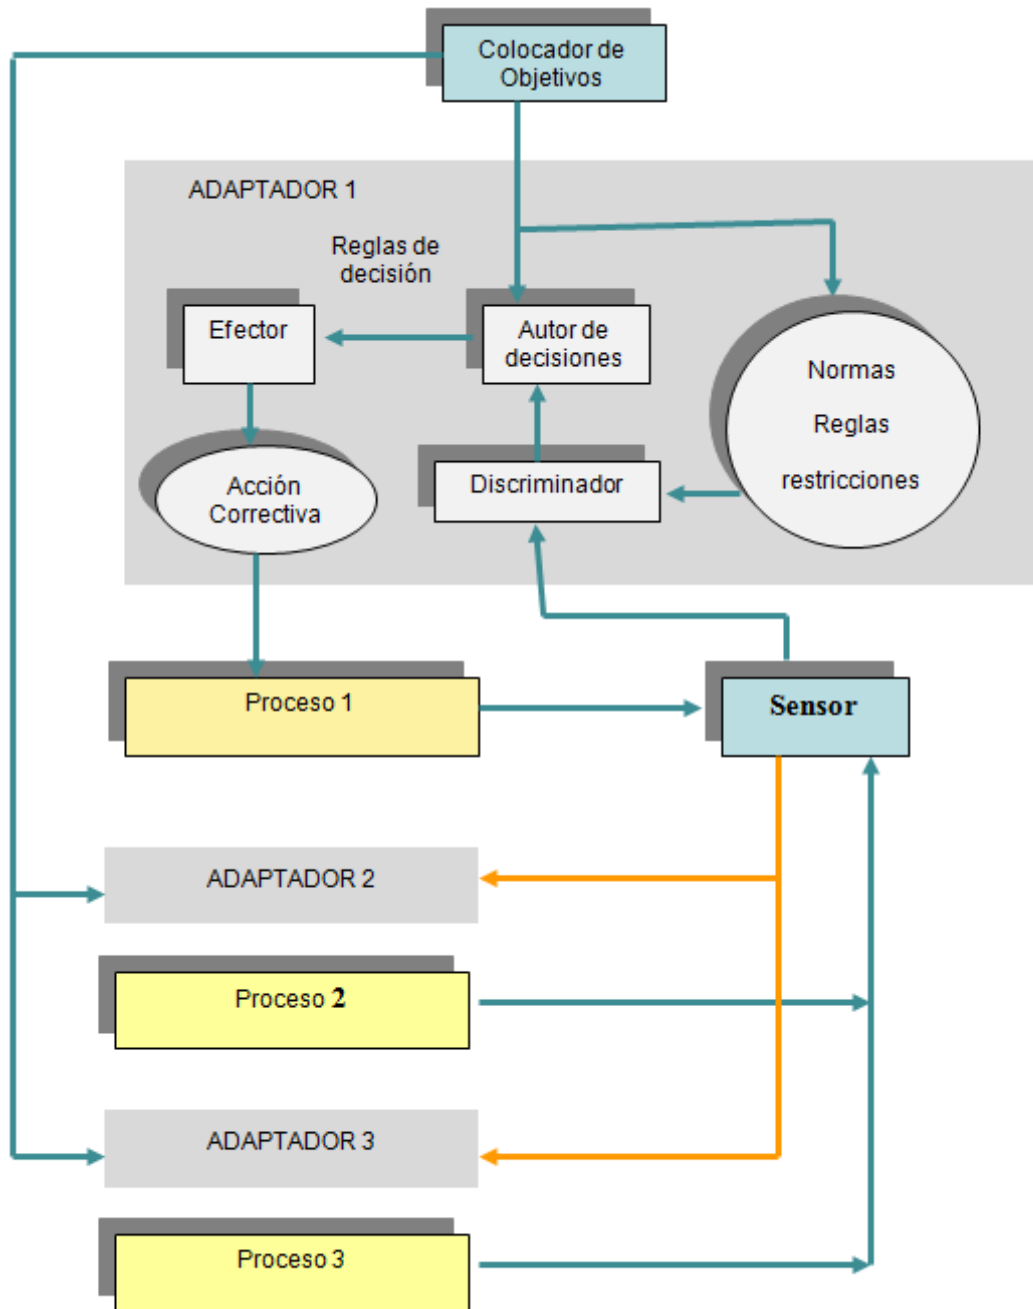 Colocador de
Objetivos
ADAPTADOR 1
Reglas de
decisión
Efector
Autor de
decisiones
Normas
Reglas
restricciones
Acción
Correctiva
Discriminador
Proceso 1
Sensor
ADAPTADOR 2
Proceso 2
ADAPTADOR 3
Proceso 3